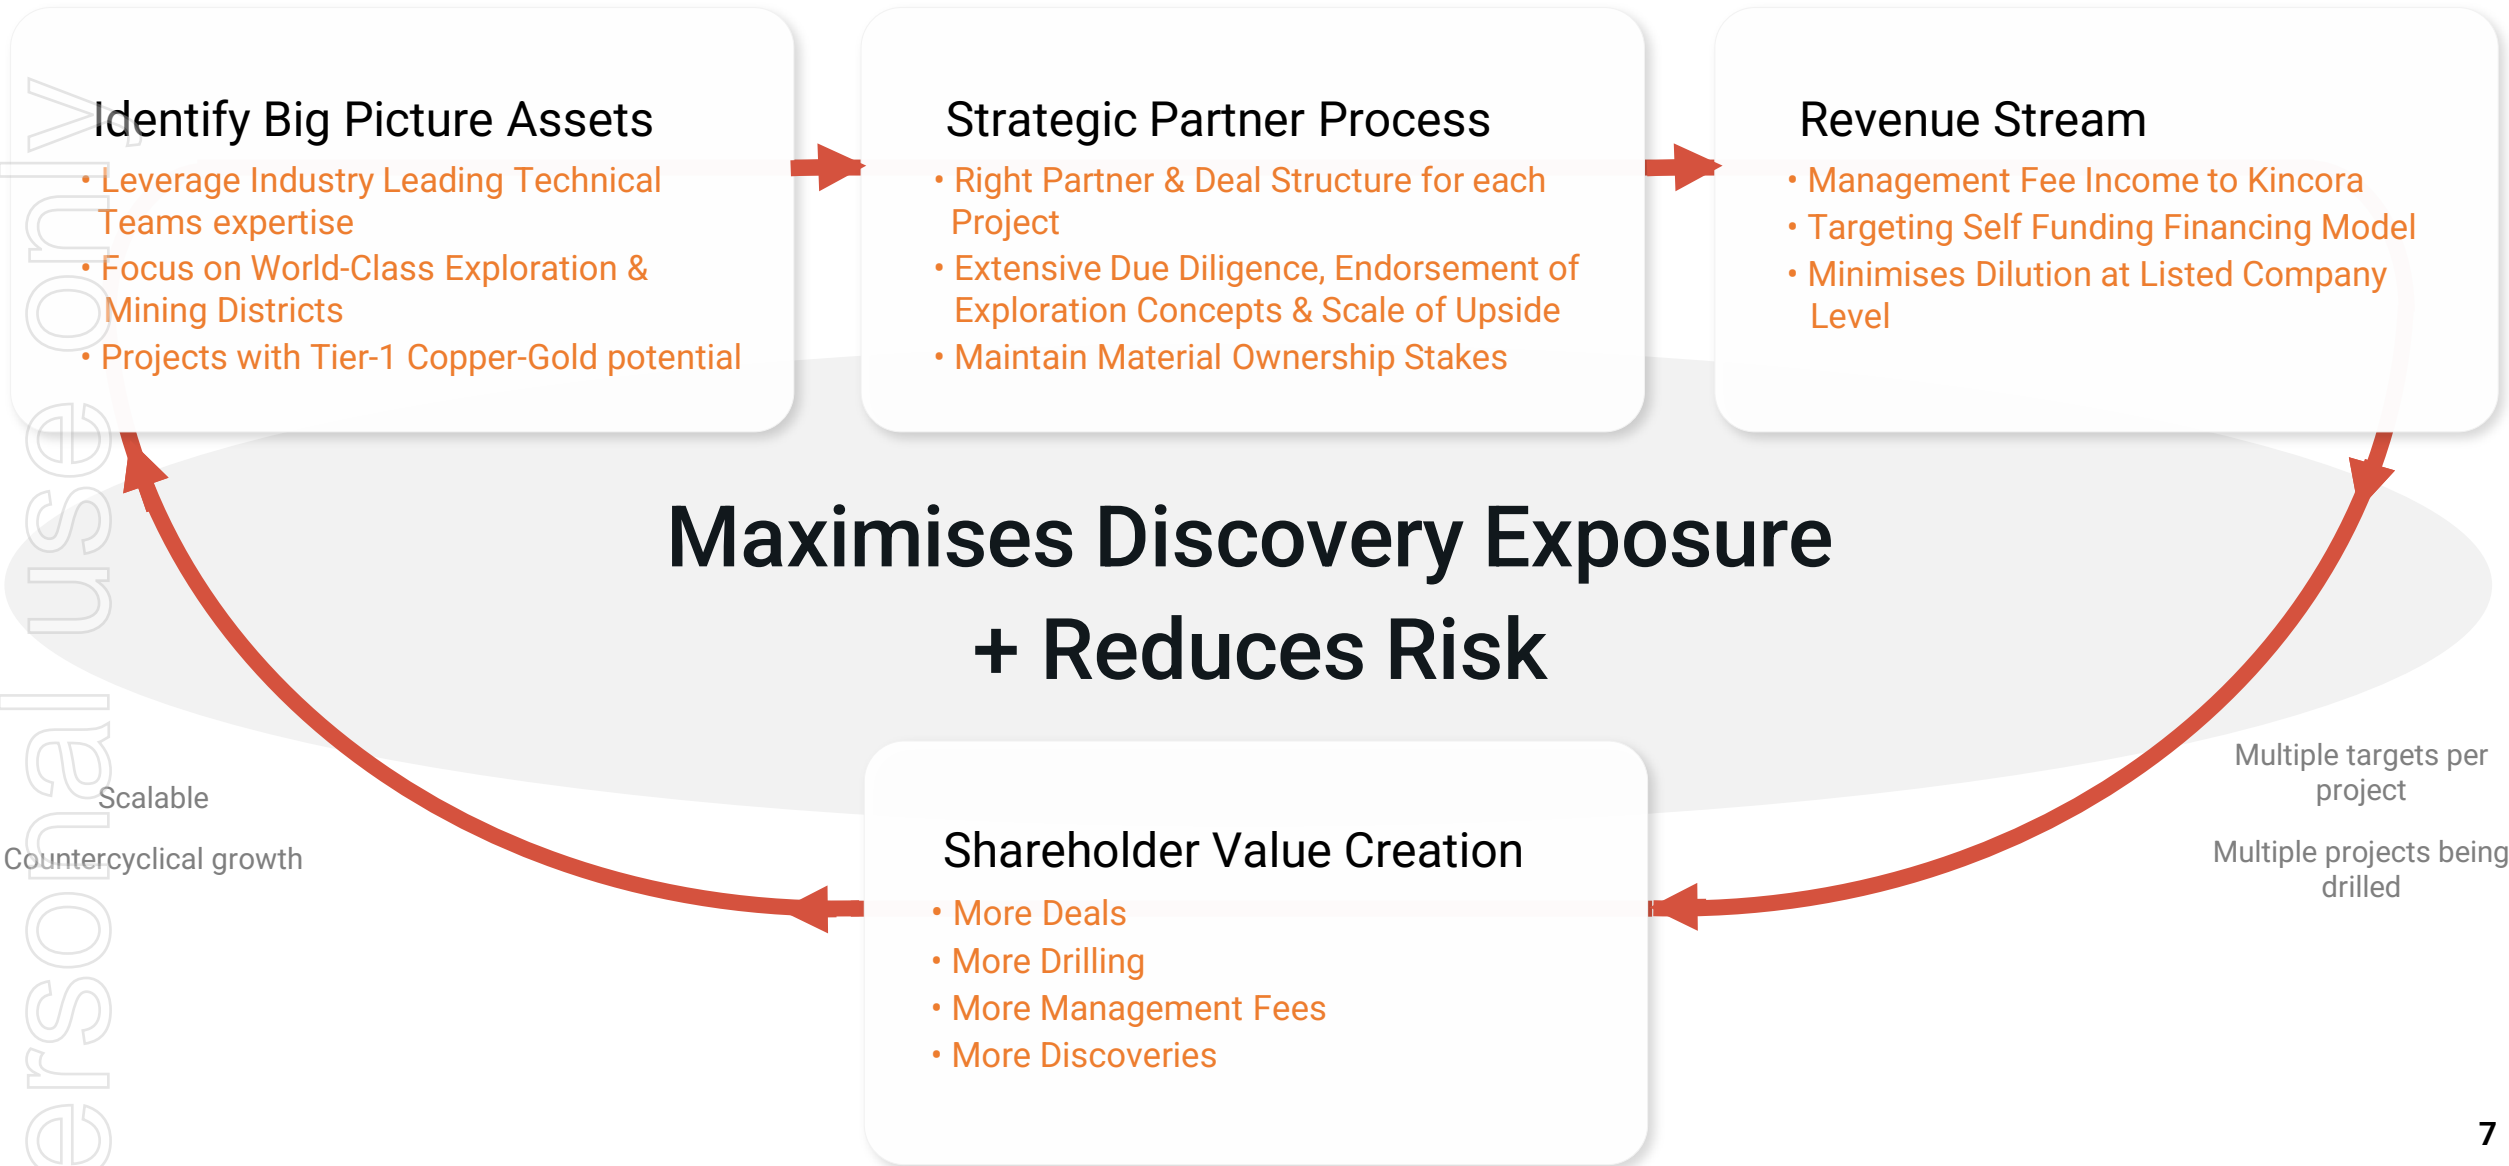 Identify Big Picture Assets
• Leverage Industry Leading Technical
Teams expertise
• Focus on World-Class Exploration &
Mining Districts
• Projects with Tier-1 Copper-Gold potential
Strategic Partner Process
• Right Partner & Deal Structure for each
Project
• Extensive Due Diligence, Endorsement of
Exploration Concepts & Scale of Upside
• Maintain Material Ownership Stakes
Revenue Stream
• Management Fee Income to Kincora
• Targeting Self Funding Financing Model
• Minimises Dilution at Listed Company
Level
Maximises Discovery Exposure
+ Reduces Risk
Multiple targets per
project
Multiple projects being
drilled
Shareholder Value Creation
• More Deals
• More Drilling
• More Management Fees
• More Discoveries
Scalable
Countercyclical growth
ersonal use only
7